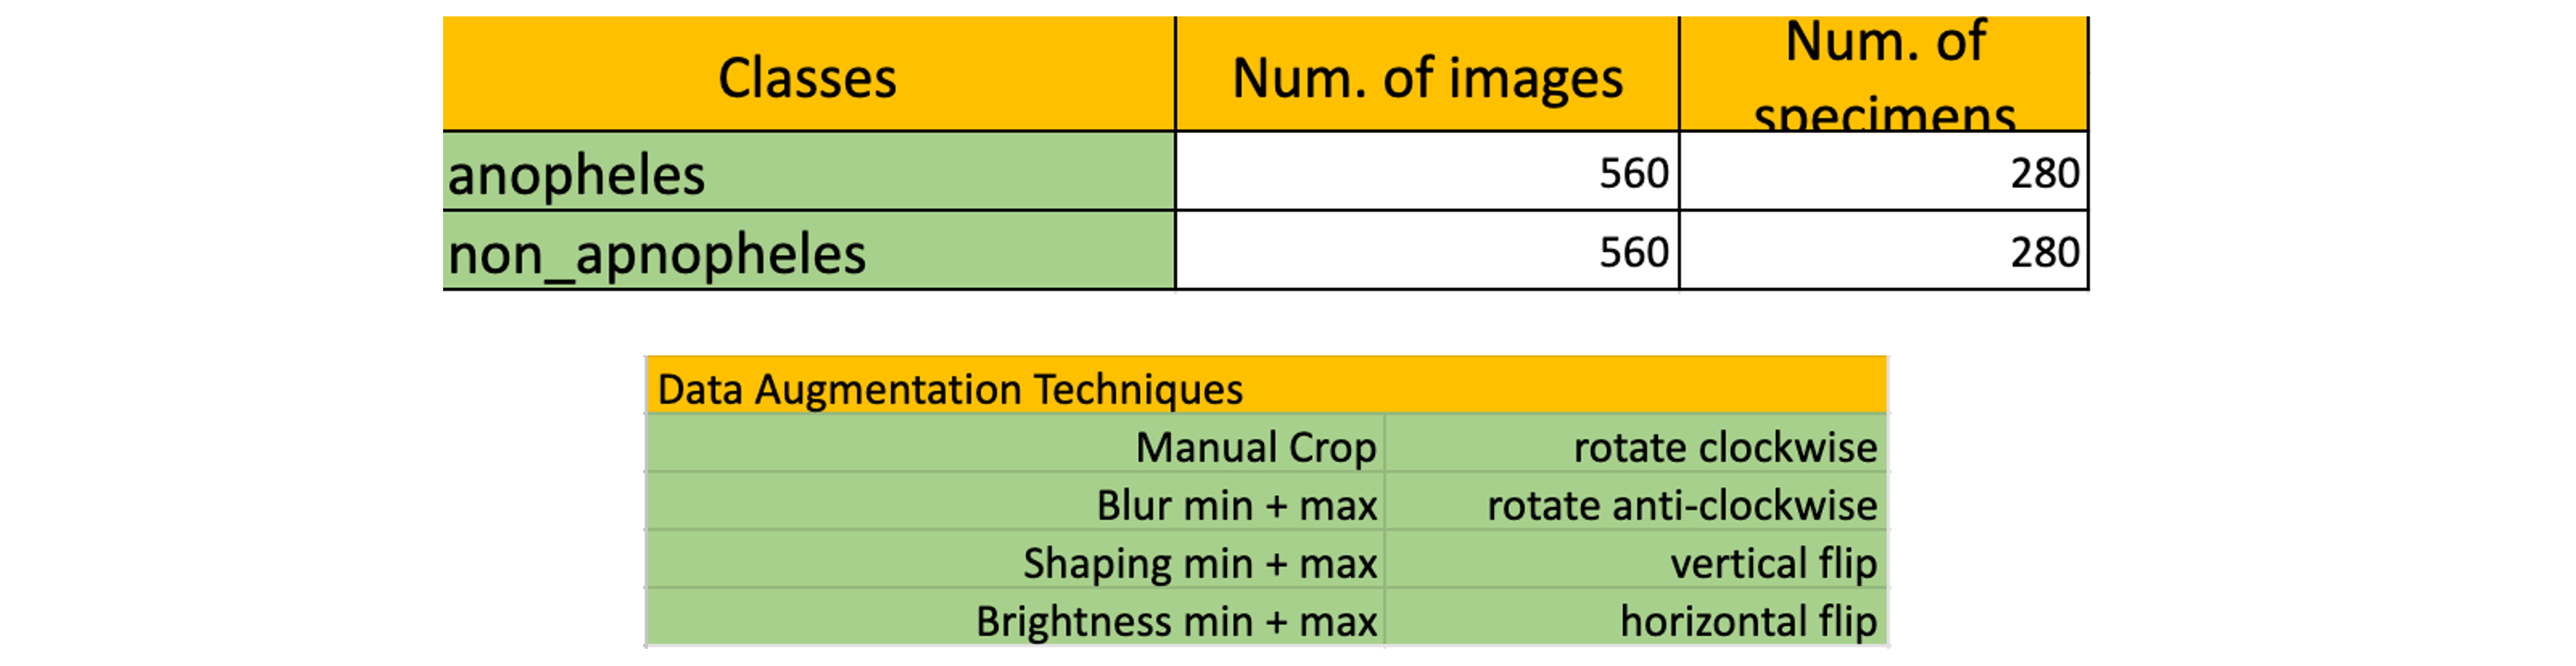 Classes Num. of images Num. of
specimens
anopheles 560 280
non_apnopheles 560 280
Data Augmentation Techniques
Manual Crop rotate clockwise
Blur min + max rotate anti-clockwise
Shaping min + max vertical flip
Brightness min + max horizontal flip